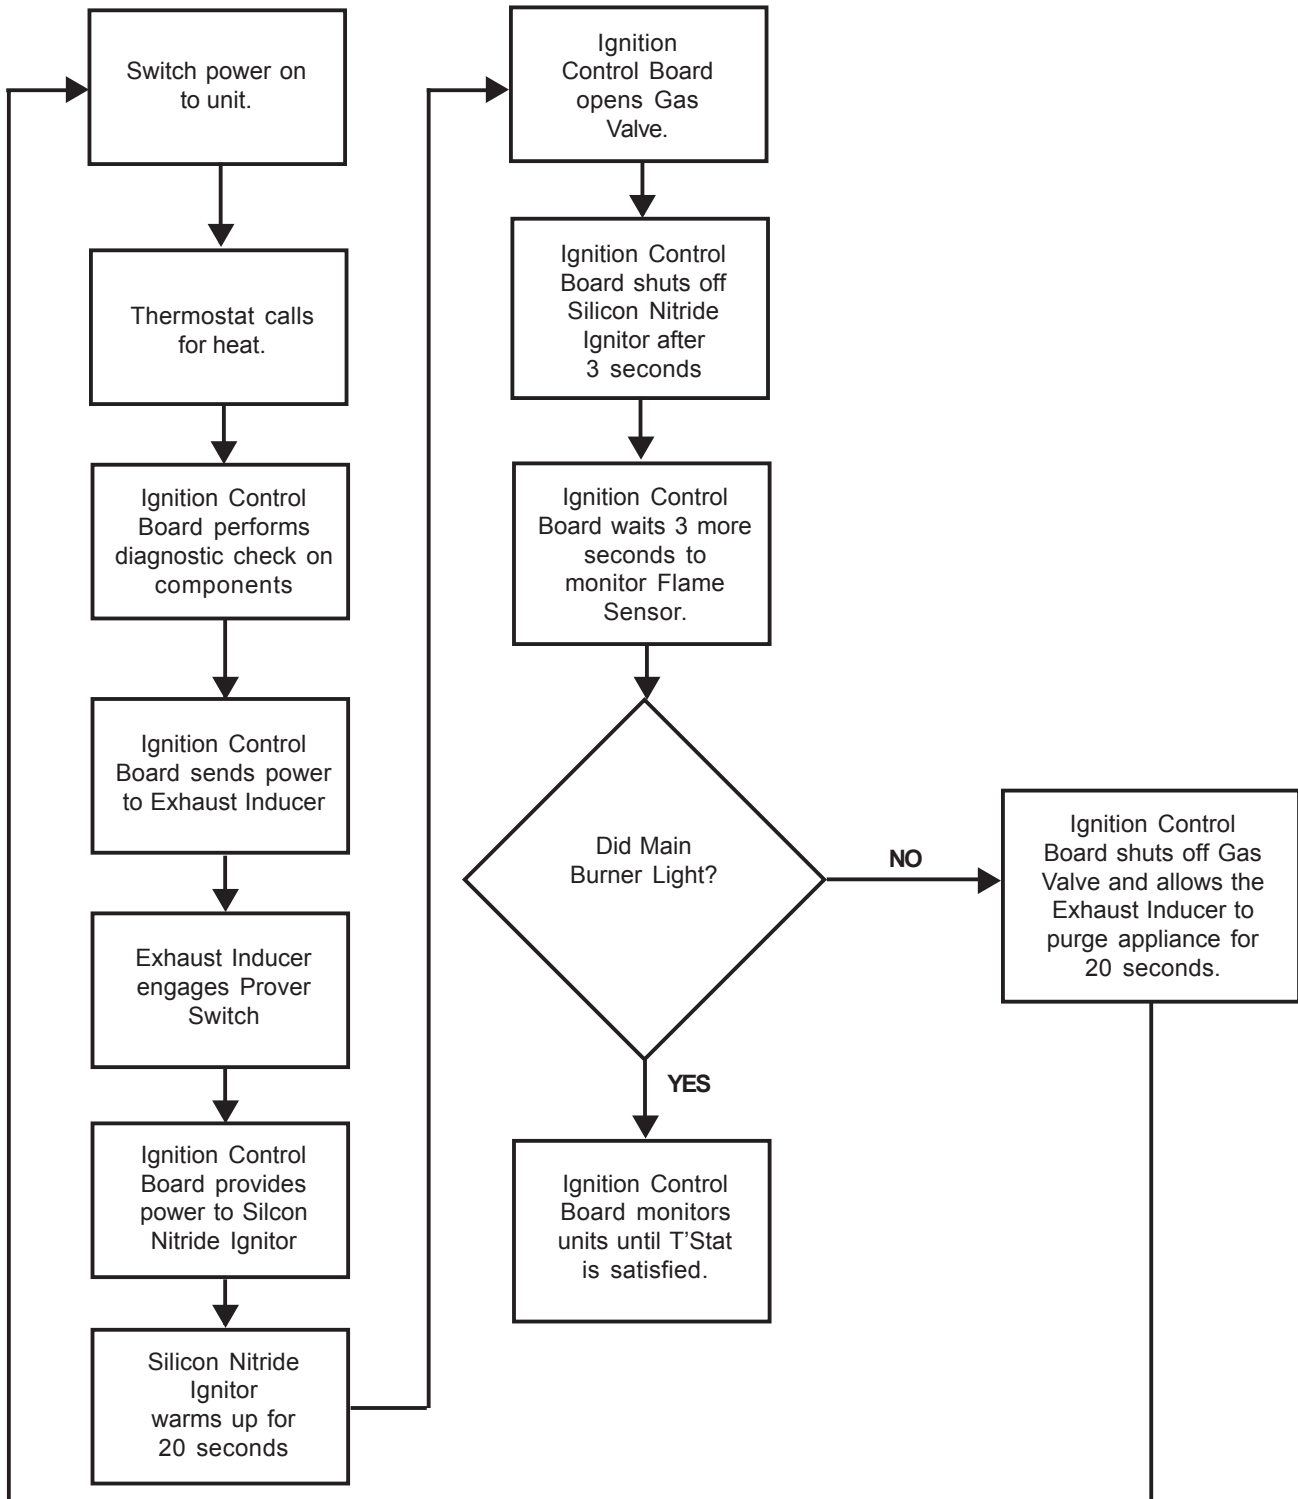 Switch power on
to unit.
Thermostat calls
for heat.
Ignition Control
Board performs
diagnostic check on
components
Ignition Control
Board sends power
to Exhaust Inducer
Exhaust Inducer
engages Prover
Switch
Ignition Control
Board provides
power to Silcon
Nitride Ignitor
Silicon Nitride
Ignitor
warms up for
20 seconds
Ignition
Control Board
opens Gas
Valve.
Ignition Control
Board shuts off
Silicon Nitride
Ignitor after
3 seconds
Ignition Control
Board waits 3 more
seconds to
monitor Flame
Sensor.
Did Main
Burner Light?
NO
Ignition Control
Board shuts off Gas
Valve and allows the
Exhaust Inducer to
purge appliance for
20 seconds.
YES
Ignition Control
Board monitors
units until T’Stat
is satisfied.